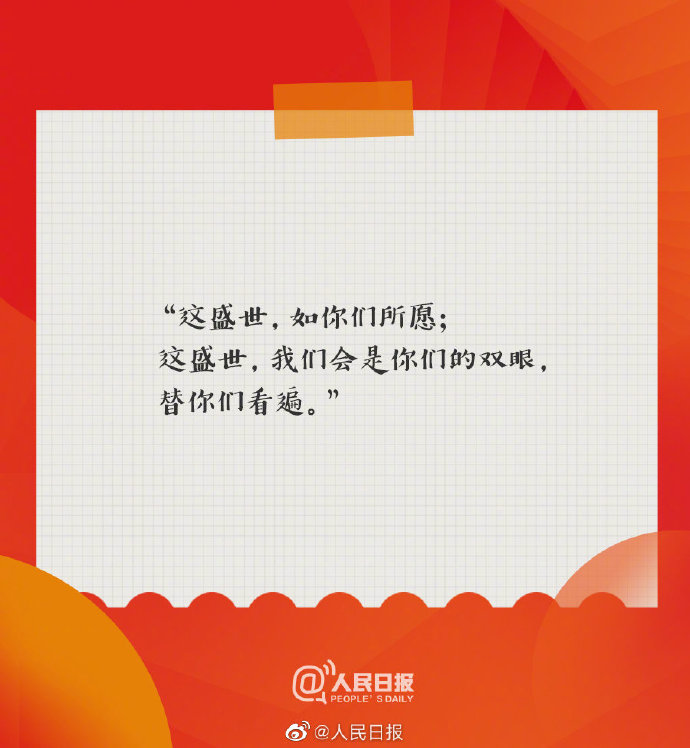 “这盛世，如你们所愿；
这盛世，我们会是你们的双眼，
替你们看遍。”
@人民日报
PEOPLE'S DAILY
@人民日报